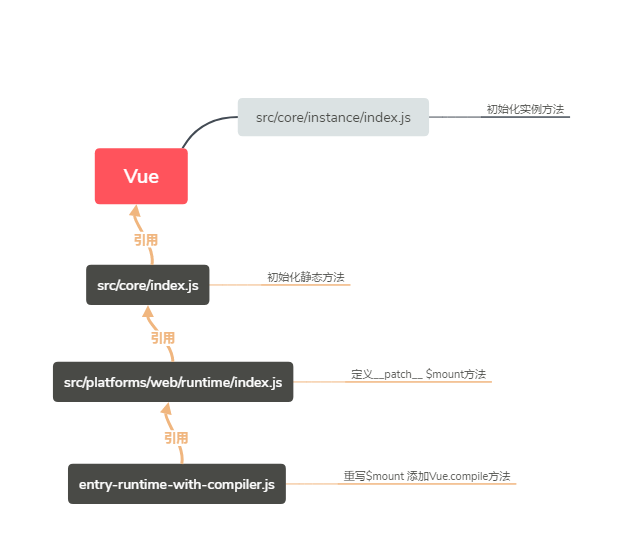 src/core/instance/index.js
初始化实例方法
Vue
引用
src/core/index.js
初始化静态方法
引用
src/platforms/web/runtime/index.js
定义__patch__ $mount方法
引用
entry-runtime-with-compiler.js
重写$mount 添加Vue.compile方法